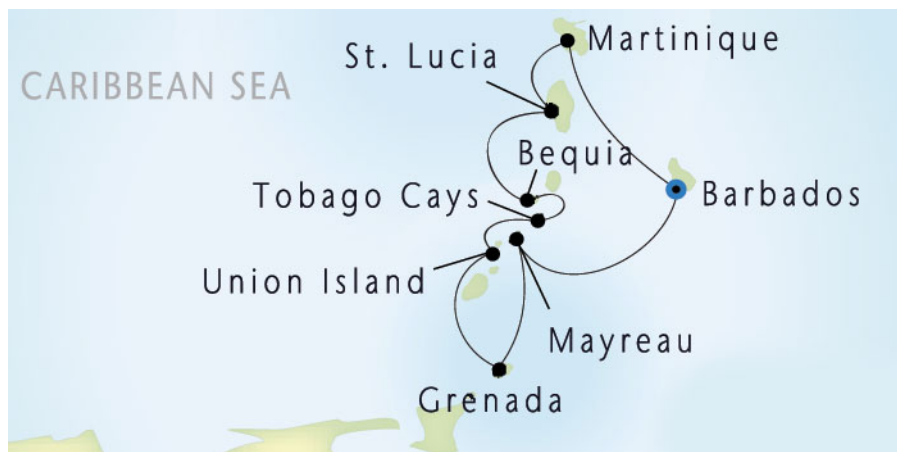 Martinique
St. Lucia
CARIBBEAN SEA
Bequia
Tobago Cays
Barbados
Union Island
Mayreau
Grenada